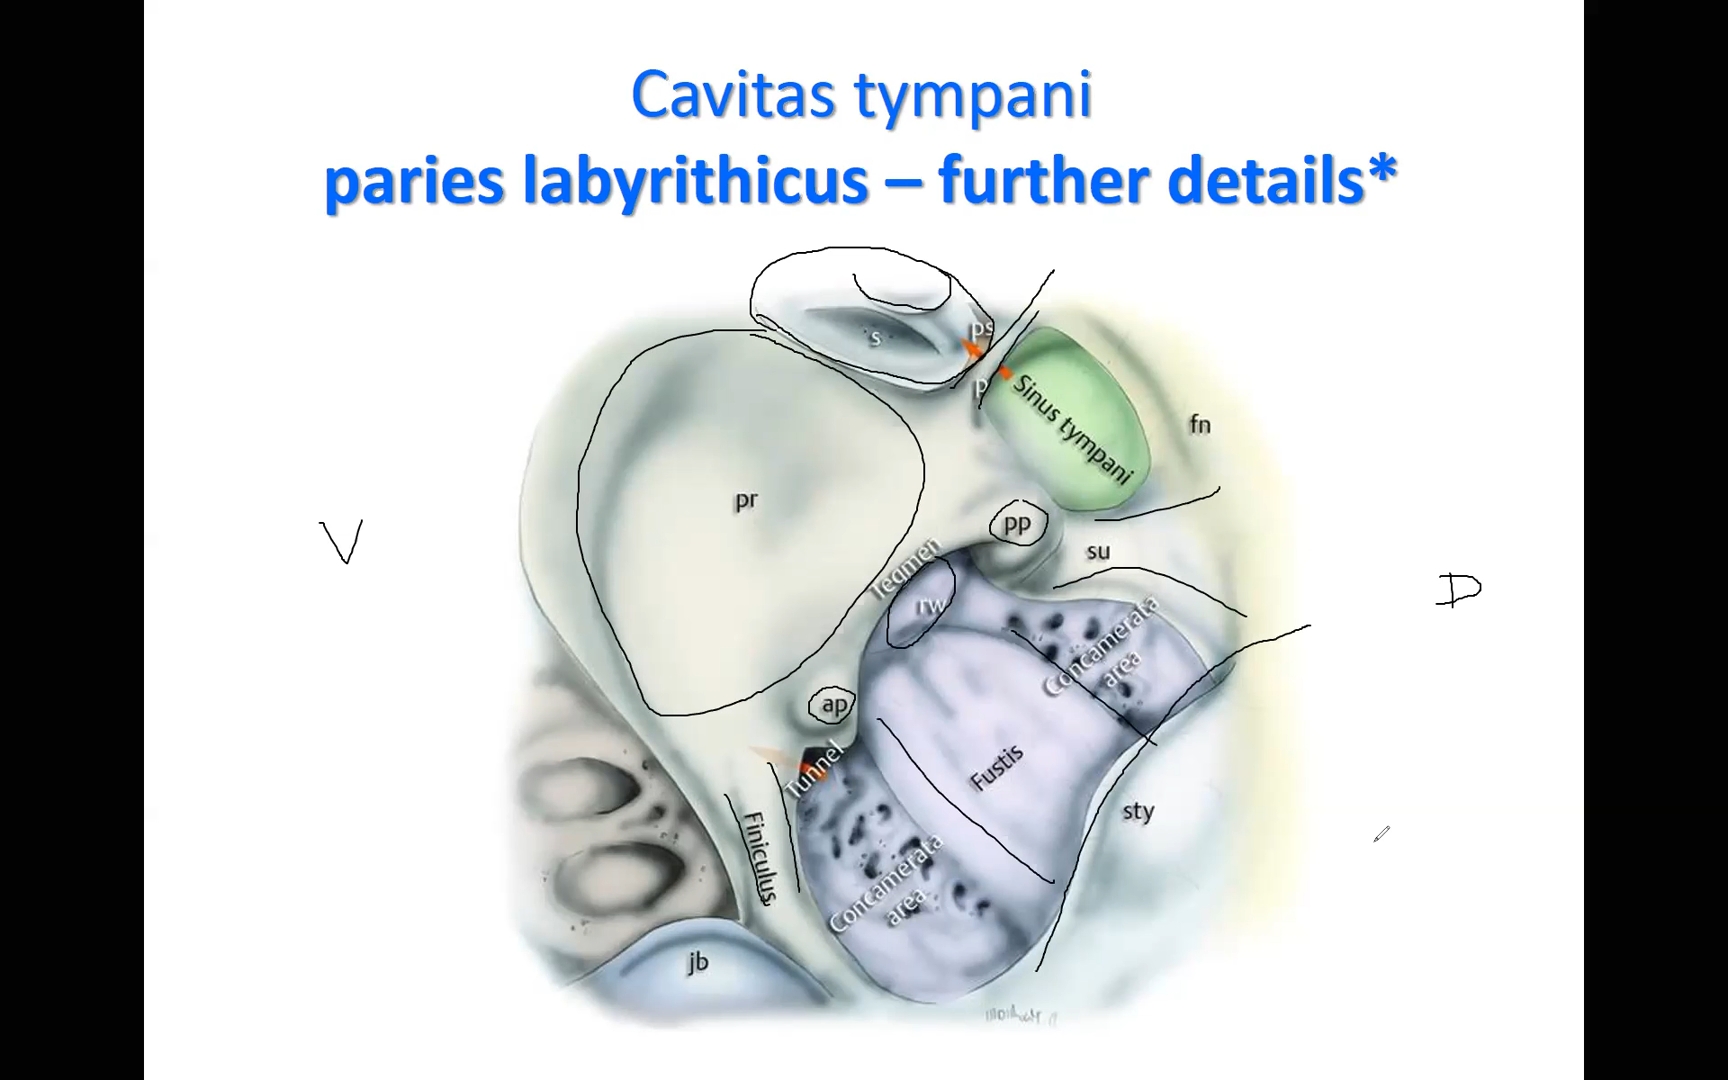 Cavitas tympani
paries labyrithicus – further details*
s
ps
p
Sinus tympani
fn
pr
pp
V
Tegmen
su
D
rw
Concamerata
area
ap
Tunnel
Fustis
sty
Finiculus
Concamerata
area
jb